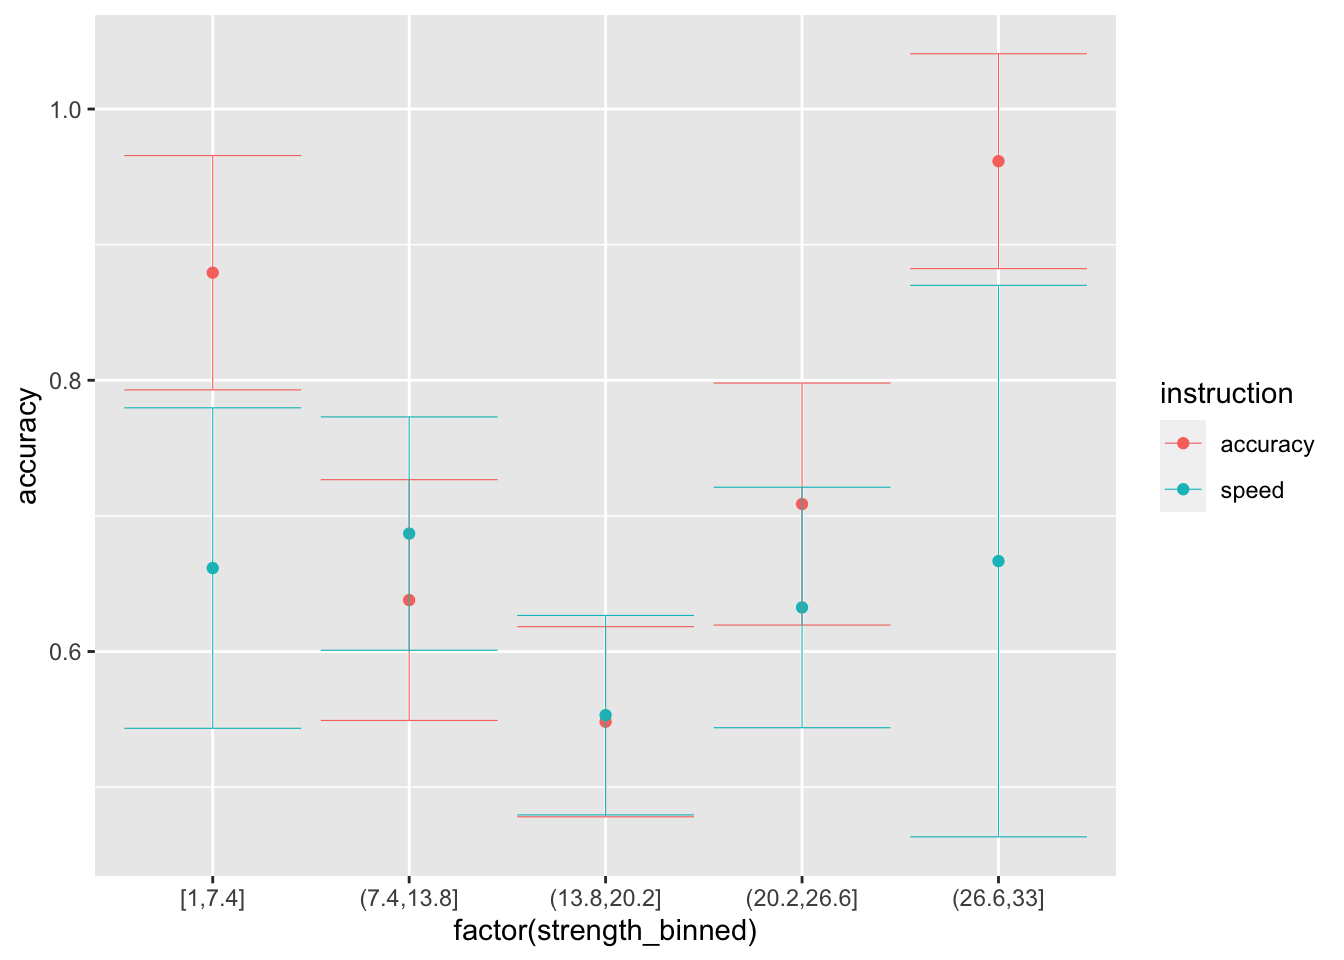 1.0
0.8
0.6
accuracy
[1,7.4]
(7.4,13.8]
(13.8,20.2]
(20.2,26.6]
(26.6,33]
factor(strength_binned)
instruction
accuracy
speed